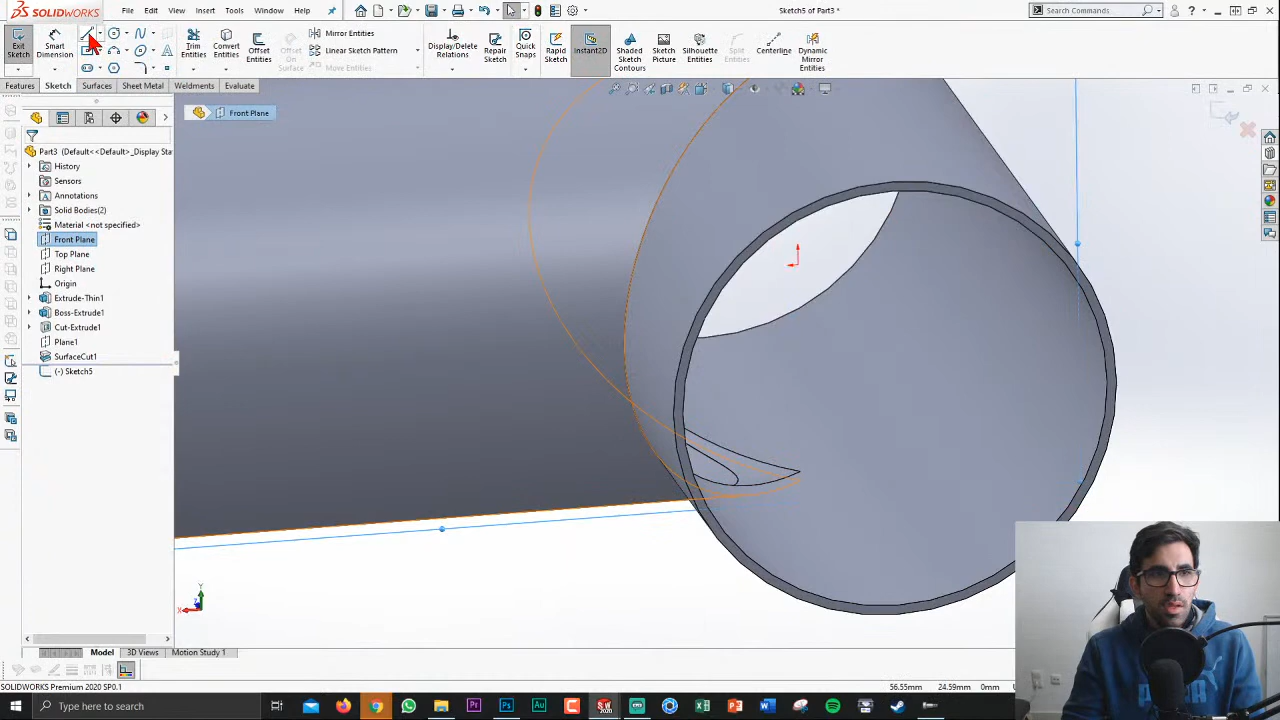 SOLIDWORKS
File Edit View Insert Tools Window Help
Sketch5 of Part3 *
Search Commands
Exit Sketch
Smart Dimension
Trim Entities
Convert Entities
Offset Entities
Offset On Surface
Mirror Entities
Linear Sketch Pattern
Move Entities
Display/Delete Relations
Repair Sketch
Quick Snaps
Rapid Sketch
Instant2D
Shaded Sketch Contours
Split Entities
Sketch Picture
Silhouette Entities
Centerline
Dynamic Mirror Entities
Features Sketch Surfaces Sheet Metal Weldments Evaluate
Front Plane
Part3 (Default<<Default>_Display Sta
History
Sensors
Annotations
Solid Bodies(2)
Material <not specified>
Front Plane
Top Plane
Right Plane
Origin
Extrude-Thin1
Boss-Extrude1
Cut-Extrude1
Plane1
SurfaceCut1
(-) Sketch5
Y
X
Z
Model 3D Views Motion Study 1
SOLIDWORKS Premium 2020 SP0.1
56.55mm 24.59mm 0mm
Type here to search